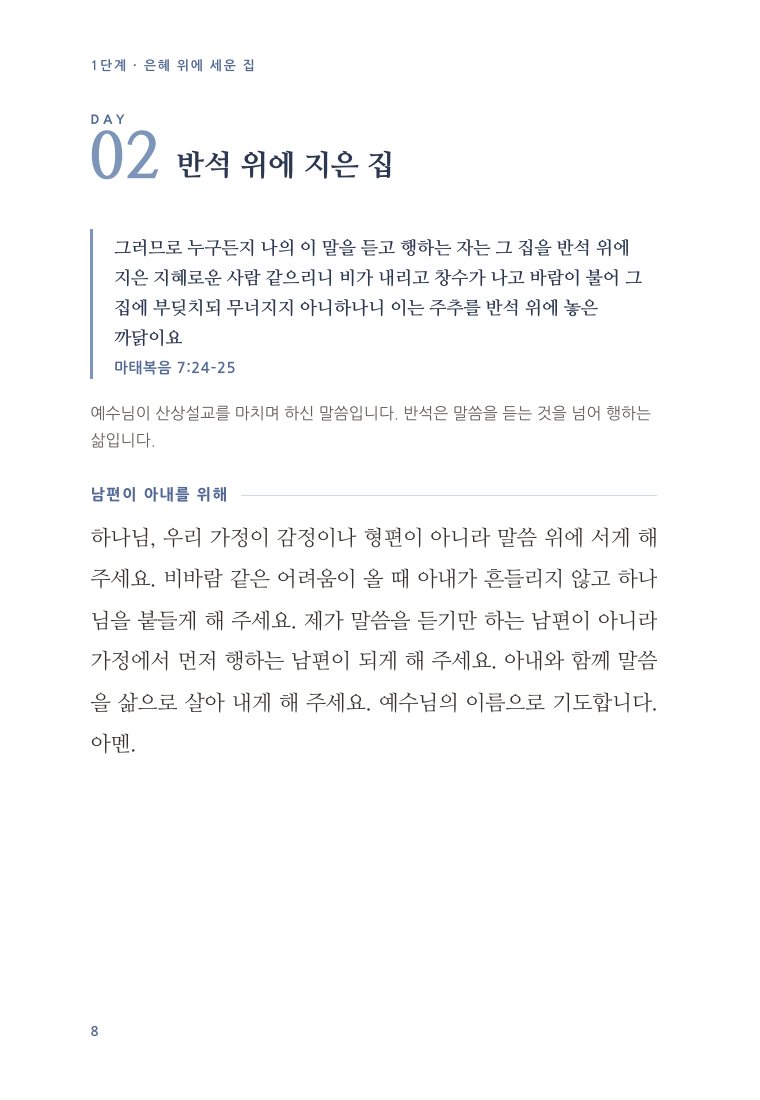 1단계 · 은혜 위에 세운 집
DAY
02 반석 위에 지은 집
그러므로 누구든지 나의 이 말을 듣고 행하는 자는 그 집을 반석 위에
지은 지혜로운 사람 같으리니 비가 내리고 창수가 나고 바람이 불어 그
집에 부딪치되 무너지지 아니하나니 이는 주추를 반석 위에 놓은
까닭이요
마태복음 7:24-25
예수님이 산상설교를 마치며 하신 말씀입니다. 반석은 말씀을 듣는 것을 넘어 행하는
삶입니다.
남편이 아내를 위해
하나님, 우리 가정이 감정이나 형편이 아니라 말씀 위에 서게 해
주세요. 비바람 같은 어려움이 올 때 아내가 흔들리지 않고 하나
님을 붙들게 해 주세요. 제가 말씀을 듣기만 하는 남편이 아니라
가정에서 먼저 행하는 남편이 되게 해 주세요. 아내와 함께 말씀
을 삶으로 살아 내게 해 주세요. 예수님의 이름으로 기도합니다.
아멘.
8